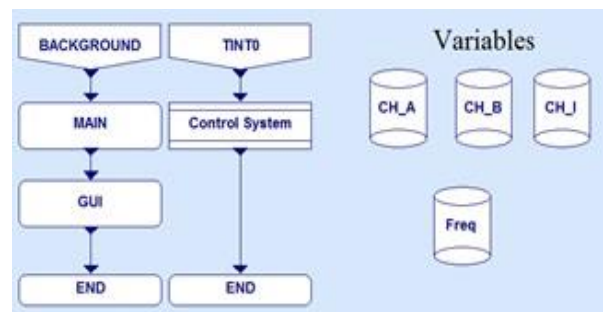 BACKGROUND
TINT0
Variables
MAIN
Control System
CH_A
CH_B
CH_I
GUI
Freq
END
END